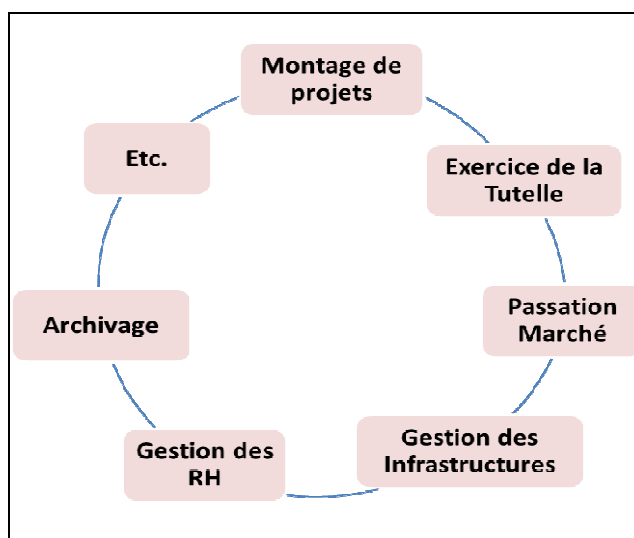 Montage de
projets
Exercice de la
Tutelle
Passation
Marché
Gestion des
Infrastructures
Gestion des
RH
Archivage
Etc.